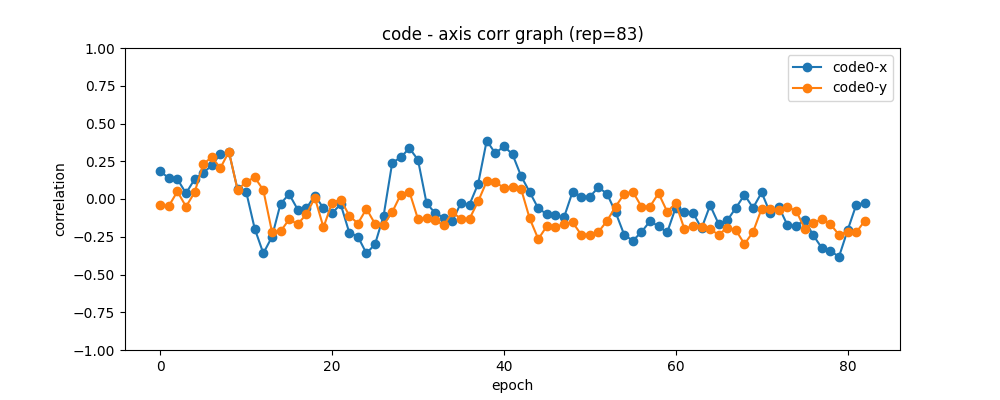 code - axis corr graph (rep=83)
1.00
0.75
0.50
0.25
0.00
−0.25
−0.50
−0.75
−1.00
correlation
code0-x
code0-y
0 20 40 60 80
epoch